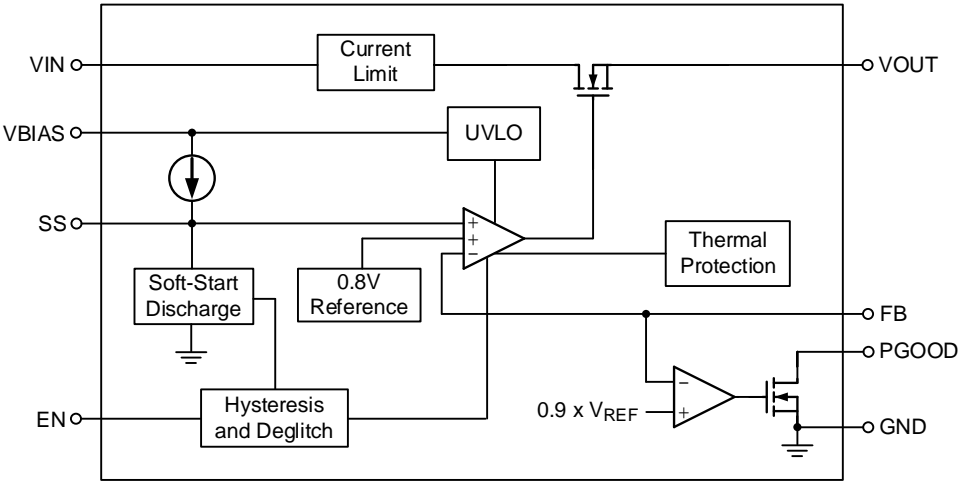 VIN
Current
Limit
VOUT
VBIAS
UVLO
SS
+
+
−
Thermal
Protection
Soft-Start
Discharge
0.8V
Reference
FB
PGOOD
−
+
0.9 x VREF
EN
Hysteresis
and Deglitch
GND